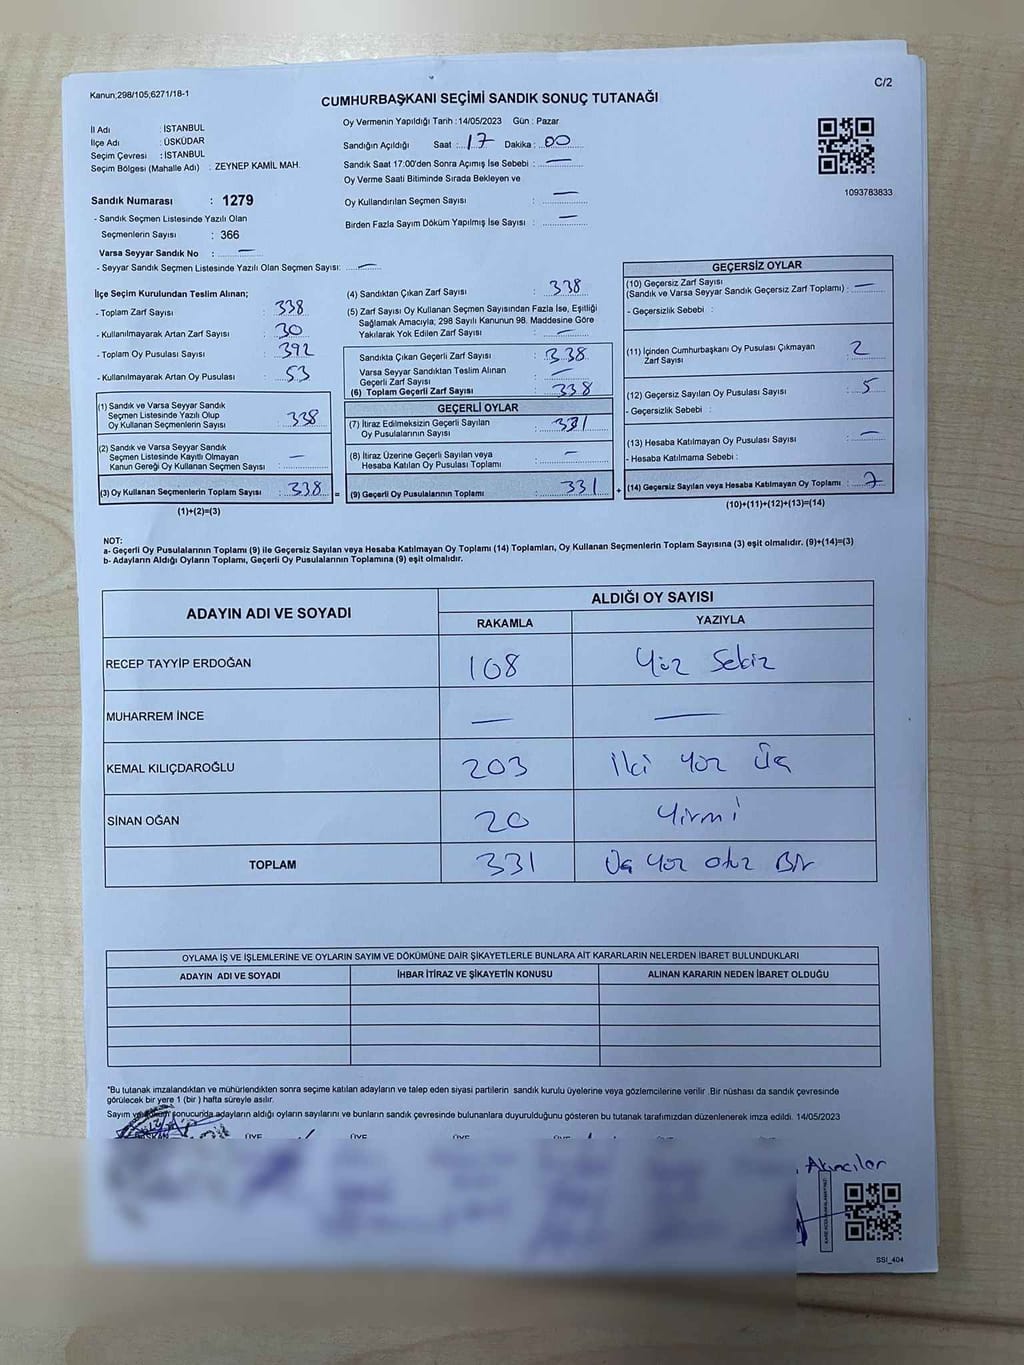 Kanun;298/105,6271/18-1
C/2
CUMHURBAŞKANI SEÇİMİ SANDIK SONUÇ TUTANAĞI
İl Adı : İSTANBUL
İlçe Adı : ÜSKÜDAR
Seçim Çevresi : İSTANBUL
Seçim Bölgesi (Mahalle Adı) : ZEYNEP KAMİL MAH.
Sandık Numarası : 1279
- Sandık Seçmen Listesinde Yazılı Olan
Seçmenlerin Sayısı : 366
Varsa Seyyar Sandık No : —
- Seyyar Sandık Seçmen Listesinde Yazılı Olan Seçmen Sayısı: —
Oy Vermenin Yapıldığı Tarih : 14/05/2023 Gün : Pazar
Sandığın Açıldığı Saat : 17 Dakika : 00
Sandık Saat 17:00'den Sonra Açımış İse Sebebi : —
Oy Verme Saati Bitiminde Sırada Bekleyen ve
Oy Kullandırılan Seçmen Sayısı : —
Birden Fazla Sayım Döküm Yapılmış İse Sayısı : —
1093783833
İlçe Seçim Kurulundan Teslim Alınan;
- Toplam Zarf Sayısı : 338
- Kullanılmayarak Artan Zarf Sayısı : 30
- Toplam Oy Pusulası Sayısı : 392
- Kullanılmayarak Artan Oy Pusulası : 53
(1) Sandık ve Varsa Seyyar Sandık
Seçmen Listesinde Yazılı Olup
Oy Kullanan Seçmenlerin Sayısı : 338
(2) Sandık ve Varsa Seyyar Sandık
Seçmen Listesinde Kayıtlı Olmayan
Kanun Gereği Oy Kullanan Seçmen Sayısı : —
(3) Oy Kullanan Seçmenlerin Toplam Sayısı : 338 =
(1)+(2)=(3)
(4) Sandıktan Çıkan Zarf Sayısı : 338
(5) Zarf Sayısı Oy Kullanan Seçmen Sayısından Fazla İse, Eşitliği
Sağlamak Amacıyla, 298 Sayılı Kanunun 98. Maddesine Göre
Yakılarak Yok Edilen Zarf Sayısı : —
Sandıkta Çıkan Geçerli Zarf Sayısı : 338
Varsa Seyyar Sandıktan Teslim Alınan
Geçerli Zarf Sayısı : —
(6) Toplam Geçerli Zarf Sayısı : 338
GEÇERLİ OYLAR
(7) İtiraz Edilmeksizin Geçerli Sayılan
Oy Pusulalarının Sayısı : 331
(8) İtiraz Üzerine Geçerli Sayılan veya
Hesaba Katılan Oy Pusulası Toplamı : —
(9) Geçerli Oy Pusulalarının Toplamı : 331 +
GEÇERSİZ OYLAR
(10) Geçersiz Zarf Sayısı
(Sandık ve Varsa Seyyar Sandık Geçersiz Zarf Toplamı) : —
- Geçersizlik Sebebi :
(11) İçinden Cumhurbaşkanı Oy Pusulası Çıkmayan
Zarf Sayısı : 2
(12) Geçersiz Sayılan Oy Pusulası Sayısı : 5
- Geçersizlik Sebebi :
(13) Hesaba Katılmayan Oy Pusulası Sayısı : —
- Hesaba Katılmama Sebebi :
(14) Geçersiz Sayılan veya Hesaba Katılmayan Oy Toplamı : 7
(10)+(11)+(12)+(13)=(14)
NOT:
a- Geçerli Oy Pusulalarının Toplamı (9) ile Geçersiz Sayılan veya Hesaba Katılmayan Oy Toplamı (14) Toplamları, Oy Kullanan Seçmenlerin Toplam Sayısına (3) eşit olmalıdır. (9)+(14)=(3)
b- Adayların Aldığı Oyların Toplamı, Geçerli Oy Pusulalarının Toplamına (9) eşit olmalıdır.
ADAYIN ADI VE SOYADI
ALDIĞI OY SAYISI
RAKAMLA YAZIYLA
RECEP TAYYİP ERDOĞAN 108 Yüz Sekiz
MUHARREM İNCE — —
KEMAL KILIÇDAROĞLU 203 İki Yüz Üç
SİNAN OĞAN 20 Yirmi
TOPLAM 331 Üç Yüz Otuz Bir
OYLAMA İŞ VE İŞLEMLERİNE VE OYLARIN SAYIM VE DÖKÜMÜNE DAİR ŞİKAYETLERLE BUNLARA AİT KARARLARIN NELERDEN İBARET BULUNDUKLARI
ADAYIN ADI VE SOYADI İHBAR İTİRAZ VE ŞİKAYETİN KONUSU ALINAN KARARIN NEDEN İBARET OLDUĞU
*Bu tutanak imzalandıktan ve mühürlendikten sonra seçime katılan adayların ve talep eden siyasi partilerin sandık kurulu üyelerine veya gözlemcilerine verilir .Bir nüshası da sandık çevresinde
görülecek bir yere 1 (bir ) hafta süreyle asılır.
Sayım sonucunda adayların aldığı oyların sayılarını ve bunların sandık çevresinde bulunanlara duyurulduğunu gösteren bu tutanak tarafımızdan düzenlenerek imza edildi. 14/05/2023
BAŞKAN ÜYE ÜYE ÜYE ÜYE
Akıncılar
SSI_404